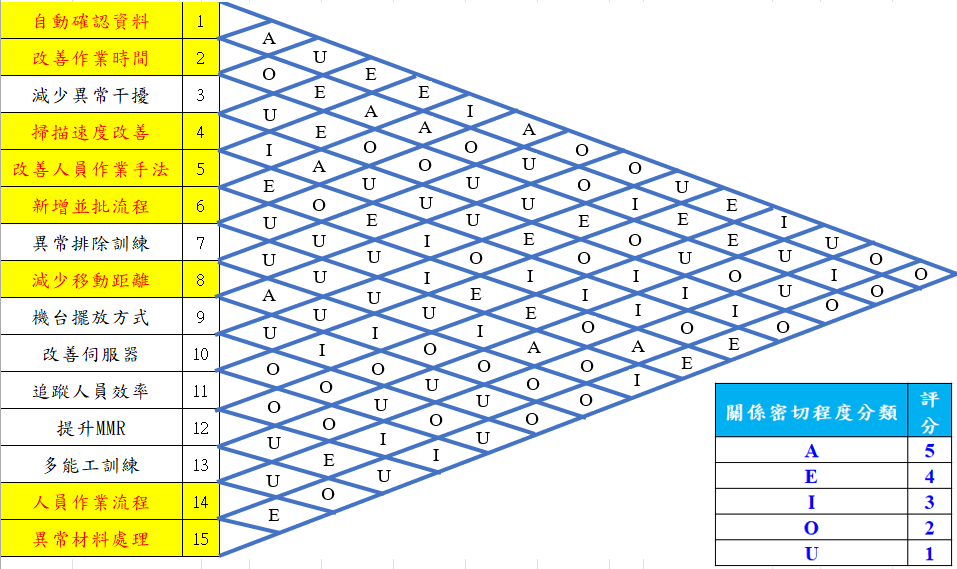 自動確認資料 1
改善作業時間 2
減少異常干擾 3
掃描速度改善 4
改善人員作業手法 5
新增並批流程 6
異常排除訓練 7
減少移動距離 8
機台擺放方式 9
改善伺服器 10
追蹤人員效率 11
提升MMR 12
多能工訓練 13
人員作業流程 14
異常材料處理 15
A O U I E U U A U O O U U E
U E E A O U U U I O O E O
E A O U E U U I O U I U
E A O U I I U O U O I
I O U U O E I O U U
A U U E I E A O O
O O E O I O O O
O I O I I A I
U E U I O E
E E O I E
I U U O
U I O
O O
O
關係密切程度分類 評分
A 5
E 4
I 3
O 2
U 1